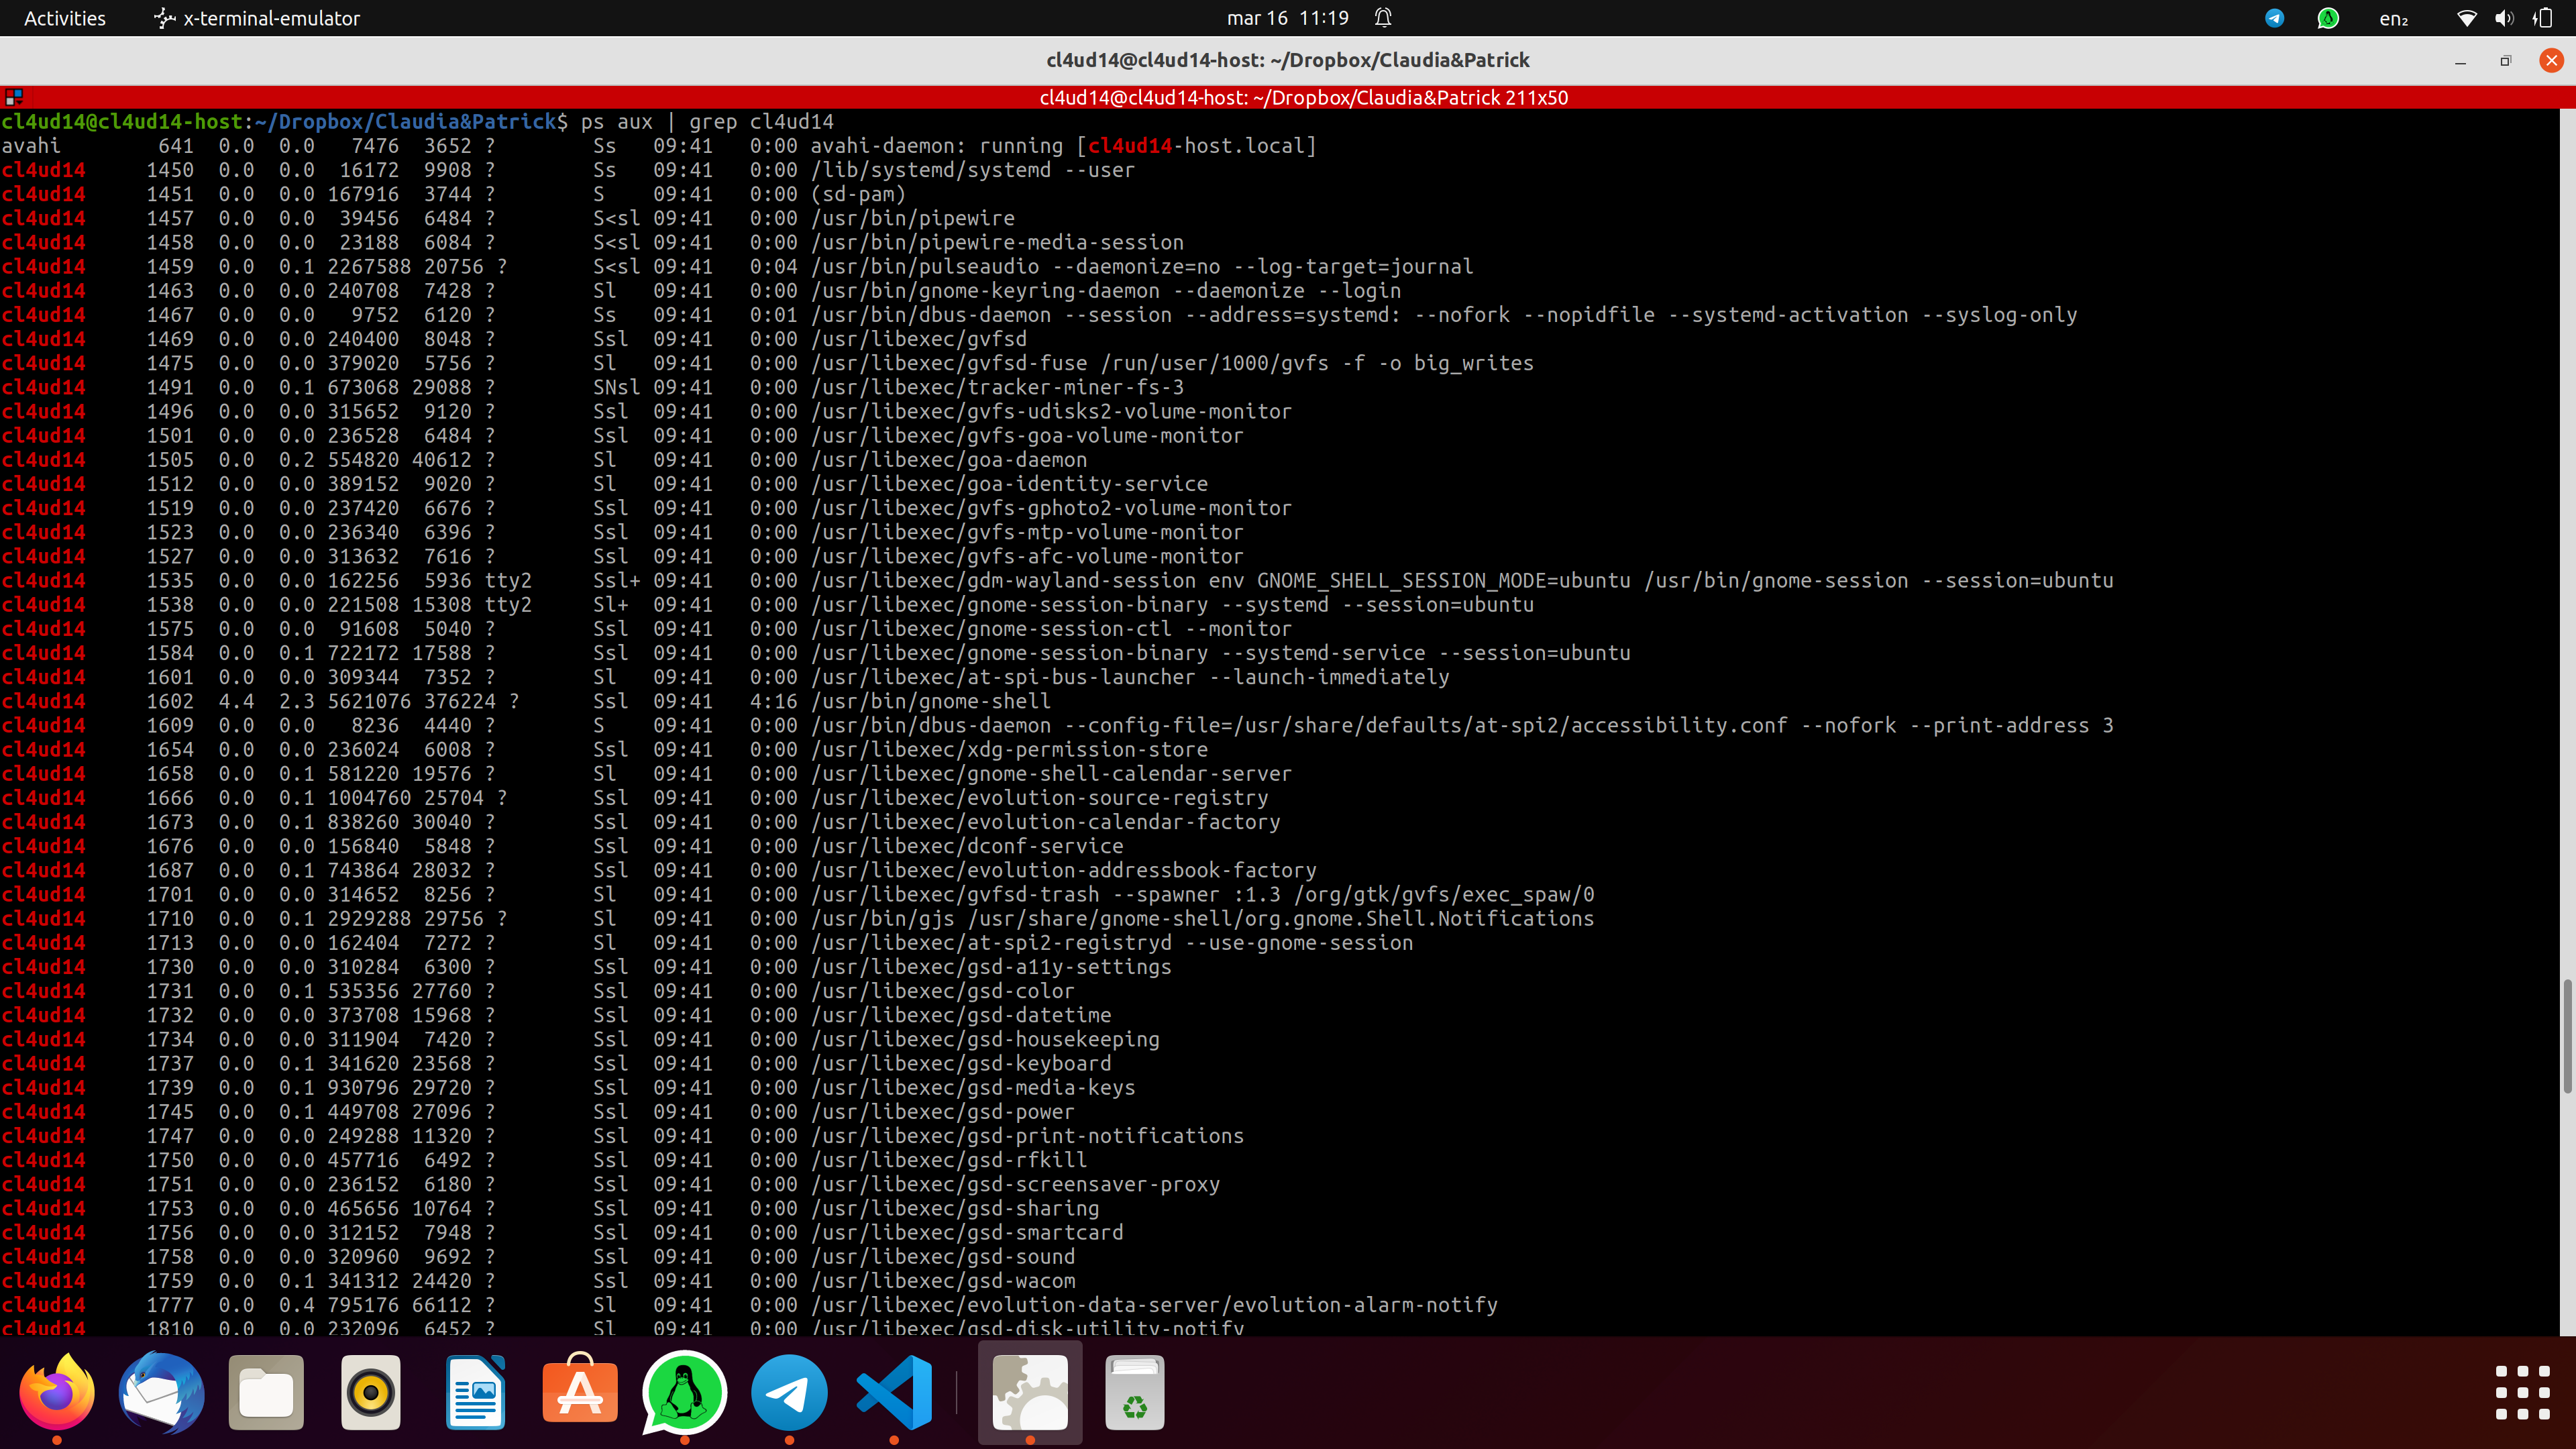 Activities x-terminal-emulator mar 16 11:19 en₂
cl4ud14@cl4ud14-host: ~/Dropbox/Claudia&Patrick
cl4ud14@cl4ud14-host: ~/Dropbox/Claudia&Patrick 211x50
cl4ud14@cl4ud14-host:~/Dropbox/Claudia&Patrick$ ps aux | grep cl4ud14
avahi 641 0.0 0.0 7476 3652 ? Ss 09:41 0:00 avahi-daemon: running [cl4ud14-host.local]
cl4ud14 1450 0.0 0.0 16172 9908 ? Ss 09:41 0:00 /lib/systemd/systemd --user
cl4ud14 1451 0.0 0.0 167916 3744 ? S 09:41 0:00 (sd-pam)
cl4ud14 1457 0.0 0.0 39456 6484 ? S<sl 09:41 0:00 /usr/bin/pipewire
cl4ud14 1458 0.0 0.0 23188 6084 ? S<sl 09:41 0:00 /usr/bin/pipewire-media-session
cl4ud14 1459 0.0 0.1 2267588 20756 ? S<sl 09:41 0:04 /usr/bin/pulseaudio --daemonize=no --log-target=journal
cl4ud14 1463 0.0 0.0 240708 7428 ? Sl 09:41 0:00 /usr/bin/gnome-keyring-daemon --daemonize --login
cl4ud14 1467 0.0 0.0 9752 6120 ? Ss 09:41 0:01 /usr/bin/dbus-daemon --session --address=systemd: --nofork --nopidfile --systemd-activation --syslog-only
cl4ud14 1469 0.0 0.0 240400 8048 ? Ssl 09:41 0:00 /usr/libexec/gvfsd
cl4ud14 1475 0.0 0.0 379020 5756 ? Sl 09:41 0:00 /usr/libexec/gvfsd-fuse /run/user/1000/gvfs -f -o big_writes
cl4ud14 1491 0.0 0.1 673068 29088 ? SNsl 09:41 0:00 /usr/libexec/tracker-miner-fs-3
cl4ud14 1496 0.0 0.0 315652 9120 ? Ssl 09:41 0:00 /usr/libexec/gvfs-udisks2-volume-monitor
cl4ud14 1501 0.0 0.0 236528 6484 ? Ssl 09:41 0:00 /usr/libexec/gvfs-goa-volume-monitor
cl4ud14 1505 0.0 0.2 554820 40612 ? Sl 09:41 0:00 /usr/libexec/goa-daemon
cl4ud14 1512 0.0 0.0 389152 9020 ? Sl 09:41 0:00 /usr/libexec/goa-identity-service
cl4ud14 1519 0.0 0.0 237420 6676 ? Ssl 09:41 0:00 /usr/libexec/gvfs-gphoto2-volume-monitor
cl4ud14 1523 0.0 0.0 236340 6396 ? Ssl 09:41 0:00 /usr/libexec/gvfs-mtp-volume-monitor
cl4ud14 1527 0.0 0.0 313632 7616 ? Ssl 09:41 0:00 /usr/libexec/gvfs-afc-volume-monitor
cl4ud14 1535 0.0 0.0 162256 5936 tty2 Ssl+ 09:41 0:00 /usr/libexec/gdm-wayland-session env GNOME_SHELL_SESSION_MODE=ubuntu /usr/bin/gnome-session --session=ubuntu
cl4ud14 1538 0.0 0.0 221508 15308 tty2 Sl+ 09:41 0:00 /usr/libexec/gnome-session-binary --systemd --session=ubuntu
cl4ud14 1575 0.0 0.0 91608 5040 ? Ssl 09:41 0:00 /usr/libexec/gnome-session-ctl --monitor
cl4ud14 1584 0.0 0.1 722172 17588 ? Ssl 09:41 0:00 /usr/libexec/gnome-session-binary --systemd-service --session=ubuntu
cl4ud14 1601 0.0 0.0 309344 7352 ? Sl 09:41 0:00 /usr/libexec/at-spi-bus-launcher --launch-immediately
cl4ud14 1602 4.4 2.3 5621076 376224 ? Ssl 09:41 4:16 /usr/bin/gnome-shell
cl4ud14 1609 0.0 0.0 8236 4440 ? S 09:41 0:00 /usr/bin/dbus-daemon --config-file=/usr/share/defaults/at-spi2/accessibility.conf --nofork --print-address 3
cl4ud14 1654 0.0 0.0 236024 6008 ? Ssl 09:41 0:00 /usr/libexec/xdg-permission-store
cl4ud14 1658 0.0 0.1 581220 19576 ? Sl 09:41 0:00 /usr/libexec/gnome-shell-calendar-server
cl4ud14 1666 0.0 0.1 1004760 25704 ? Ssl 09:41 0:00 /usr/libexec/evolution-source-registry
cl4ud14 1673 0.0 0.1 838260 30040 ? Ssl 09:41 0:00 /usr/libexec/evolution-calendar-factory
cl4ud14 1676 0.0 0.0 156840 5848 ? Ssl 09:41 0:00 /usr/libexec/dconf-service
cl4ud14 1687 0.0 0.1 743864 28032 ? Ssl 09:41 0:00 /usr/libexec/evolution-addressbook-factory
cl4ud14 1701 0.0 0.0 314652 8256 ? Sl 09:41 0:00 /usr/libexec/gvfsd-trash --spawner :1.3 /org/gtk/gvfs/exec_spaw/0
cl4ud14 1710 0.0 0.1 2929288 29756 ? Sl 09:41 0:00 /usr/bin/gjs /usr/share/gnome-shell/org.gnome.Shell.Notifications
cl4ud14 1713 0.0 0.0 162404 7272 ? Sl 09:41 0:00 /usr/libexec/at-spi2-registryd --use-gnome-session
cl4ud14 1730 0.0 0.0 310284 6300 ? Ssl 09:41 0:00 /usr/libexec/gsd-a11y-settings
cl4ud14 1731 0.0 0.1 535356 27760 ? Ssl 09:41 0:00 /usr/libexec/gsd-color
cl4ud14 1732 0.0 0.0 373708 15968 ? Ssl 09:41 0:00 /usr/libexec/gsd-datetime
cl4ud14 1734 0.0 0.0 311904 7420 ? Ssl 09:41 0:00 /usr/libexec/gsd-housekeeping
cl4ud14 1737 0.0 0.1 341620 23568 ? Ssl 09:41 0:00 /usr/libexec/gsd-keyboard
cl4ud14 1739 0.0 0.1 930796 29720 ? Ssl 09:41 0:00 /usr/libexec/gsd-media-keys
cl4ud14 1745 0.0 0.1 449708 27096 ? Ssl 09:41 0:00 /usr/libexec/gsd-power
cl4ud14 1747 0.0 0.0 249288 11320 ? Ssl 09:41 0:00 /usr/libexec/gsd-print-notifications
cl4ud14 1750 0.0 0.0 457716 6492 ? Ssl 09:41 0:00 /usr/libexec/gsd-rfkill
cl4ud14 1751 0.0 0.0 236152 6180 ? Ssl 09:41 0:00 /usr/libexec/gsd-screensaver-proxy
cl4ud14 1753 0.0 0.0 465656 10764 ? Ssl 09:41 0:00 /usr/libexec/gsd-sharing
cl4ud14 1756 0.0 0.0 312152 7948 ? Ssl 09:41 0:00 /usr/libexec/gsd-smartcard
cl4ud14 1758 0.0 0.0 320960 9692 ? Ssl 09:41 0:00 /usr/libexec/gsd-sound
cl4ud14 1759 0.0 0.1 341312 24420 ? Ssl 09:41 0:00 /usr/libexec/gsd-wacom
cl4ud14 1777 0.0 0.4 795176 66112 ? Sl 09:41 0:00 /usr/libexec/evolution-data-server/evolution-alarm-notify
cl4ud14 1810 0.0 0.0 232096 6452 ? Sl 09:41 0:00 /usr/libexec/gsd-disk-utility-notify